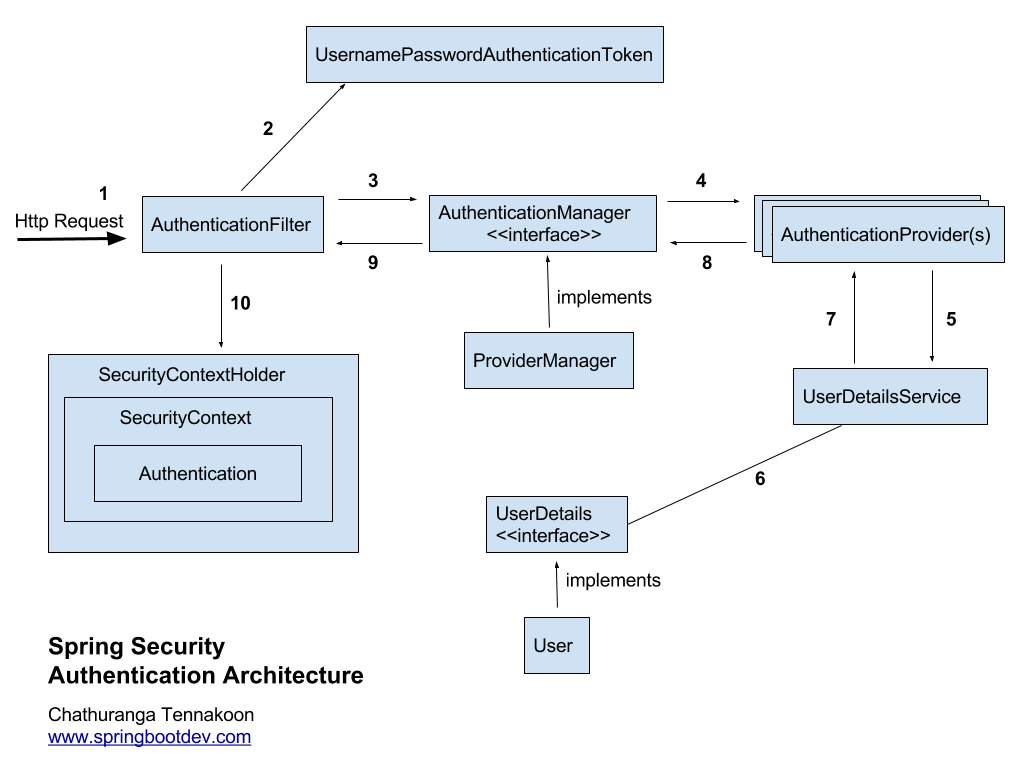 UsernamePasswordAuthenticationToken
2
1
Http Request
AuthenticationFilter
3
AuthenticationManager
<<interface>>
4
AuthenticationProvider(s)
9
8
10
implements
7
5
ProviderManager
SecurityContextHolder
SecurityContext
Authentication
UserDetailsService
6
UserDetails
<<interface>>
implements
User
Spring Security
Authentication Architecture
Chathuranga Tennakoon
www.springbootdev.com